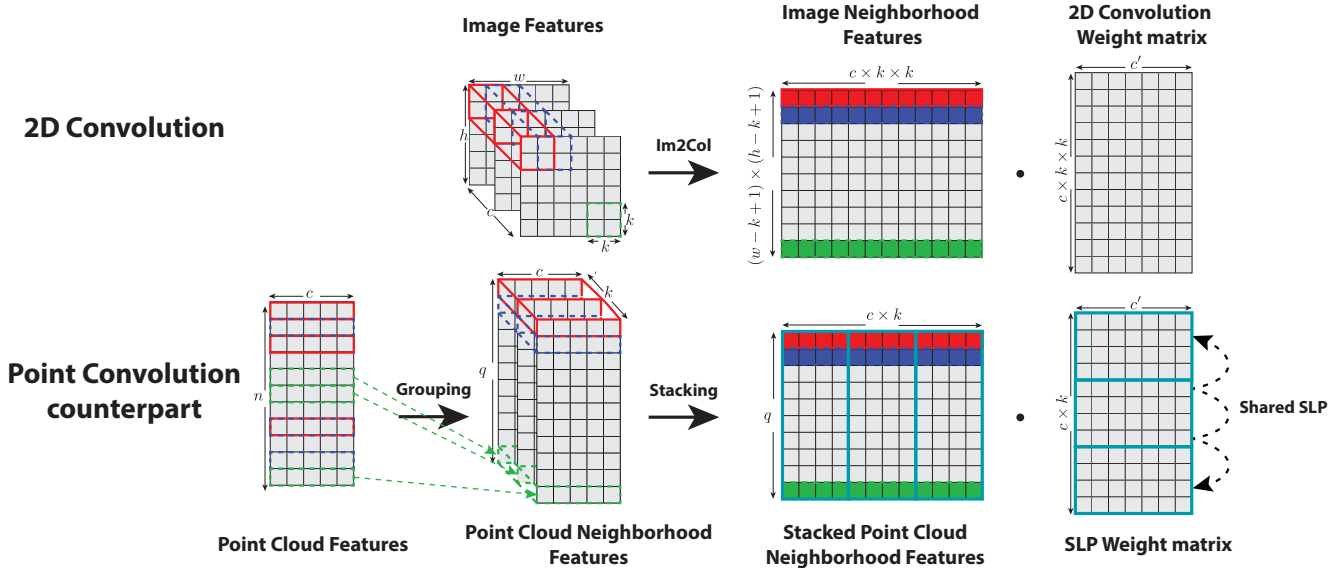 Image Features
Image Neighborhood
Features
2D Convolution
Weight matrix
2D Convolution
w
h
c
k
k
Im2Col
c × k × k
(w − k + 1) × (h − k + 1)
•
c′
c × k × k
Point Convolution
counterpart
c
n
Grouping
c
k
q
Stacking
c × k
q
•
c′
c × k
Shared SLP
Point Cloud Features
Point Cloud Neighborhood
Features
Stacked Point Cloud
Neighborhood Features
SLP Weight matrix